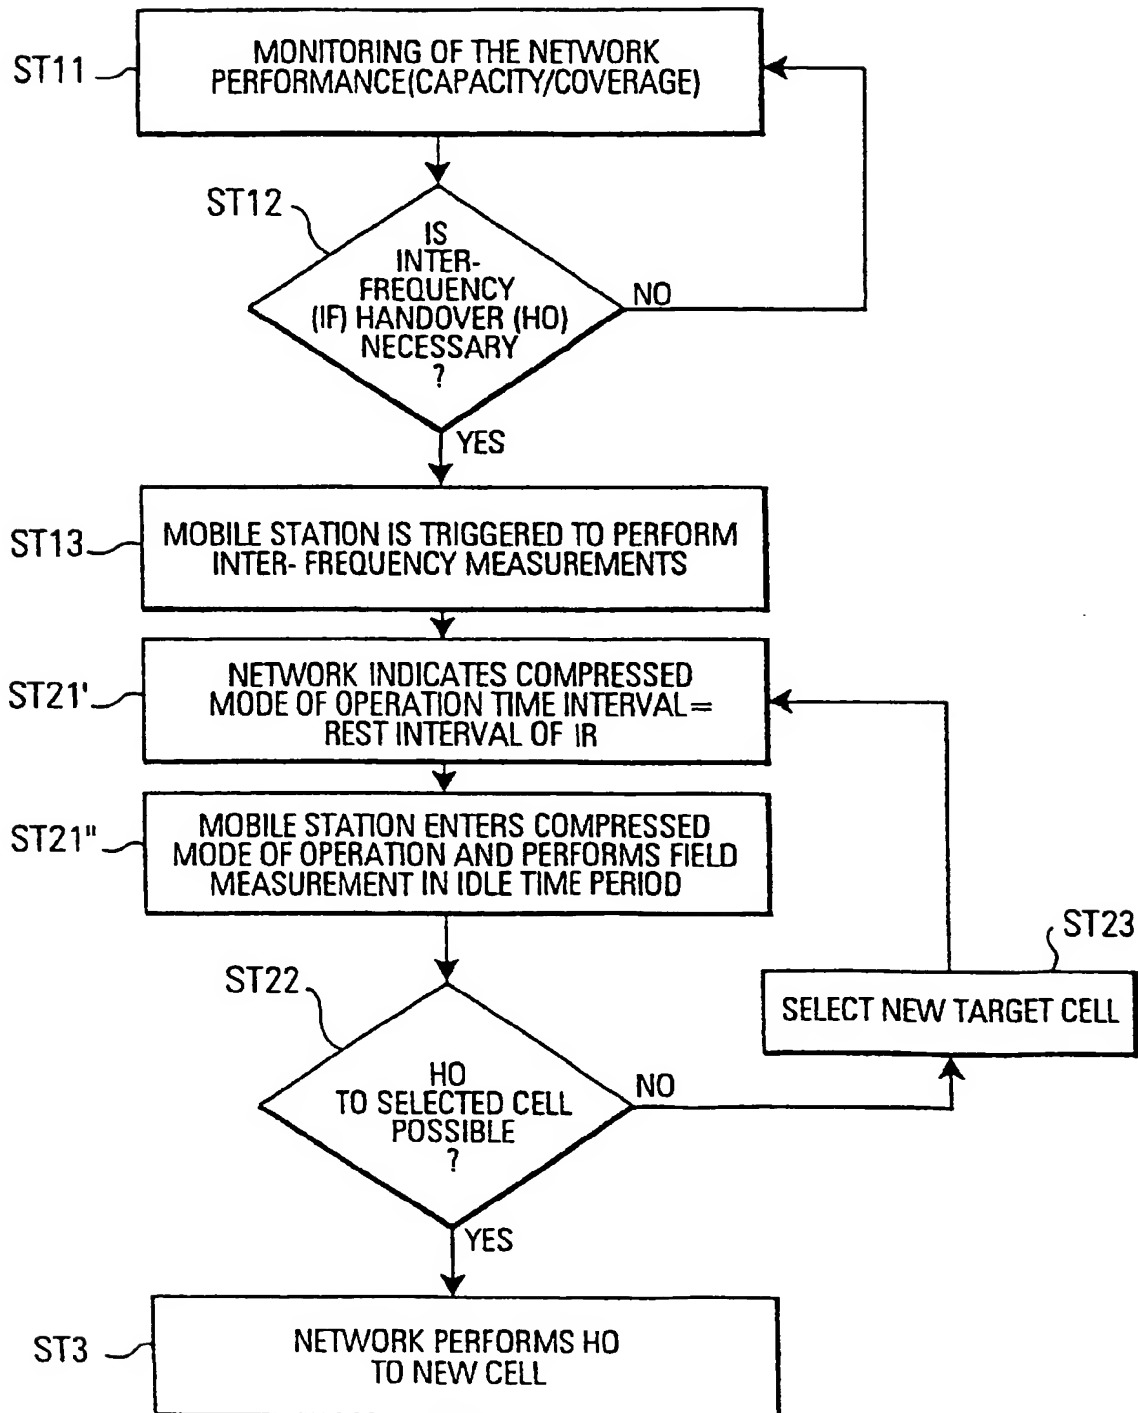 ST11
MONITORING OF THE NETWORK
PERFORMANCE(CAPACITY/COVERAGE)
ST12
IS
INTER-
FREQUENCY
(IF) HANDOVER (HO)
NECESSARY
?
NO
YES
ST13
MOBILE STATION IS TRIGGERED TO PERFORM
INTER- FREQUENCY MEASUREMENTS
ST21'
NETWORK INDICATES COMPRESSED
MODE OF OPERATION TIME INTERVAL=
REST INTERVAL OF IR
ST21"
MOBILE STATION ENTERS COMPRESSED
MODE OF OPERATION AND PERFORMS FIELD
MEASUREMENT IN IDLE TIME PERIOD
ST22
HO
TO SELECTED CELL
POSSIBLE
?
NO
ST23
SELECT NEW TARGET CELL
YES
ST3
NETWORK PERFORMS HO
TO NEW CELL